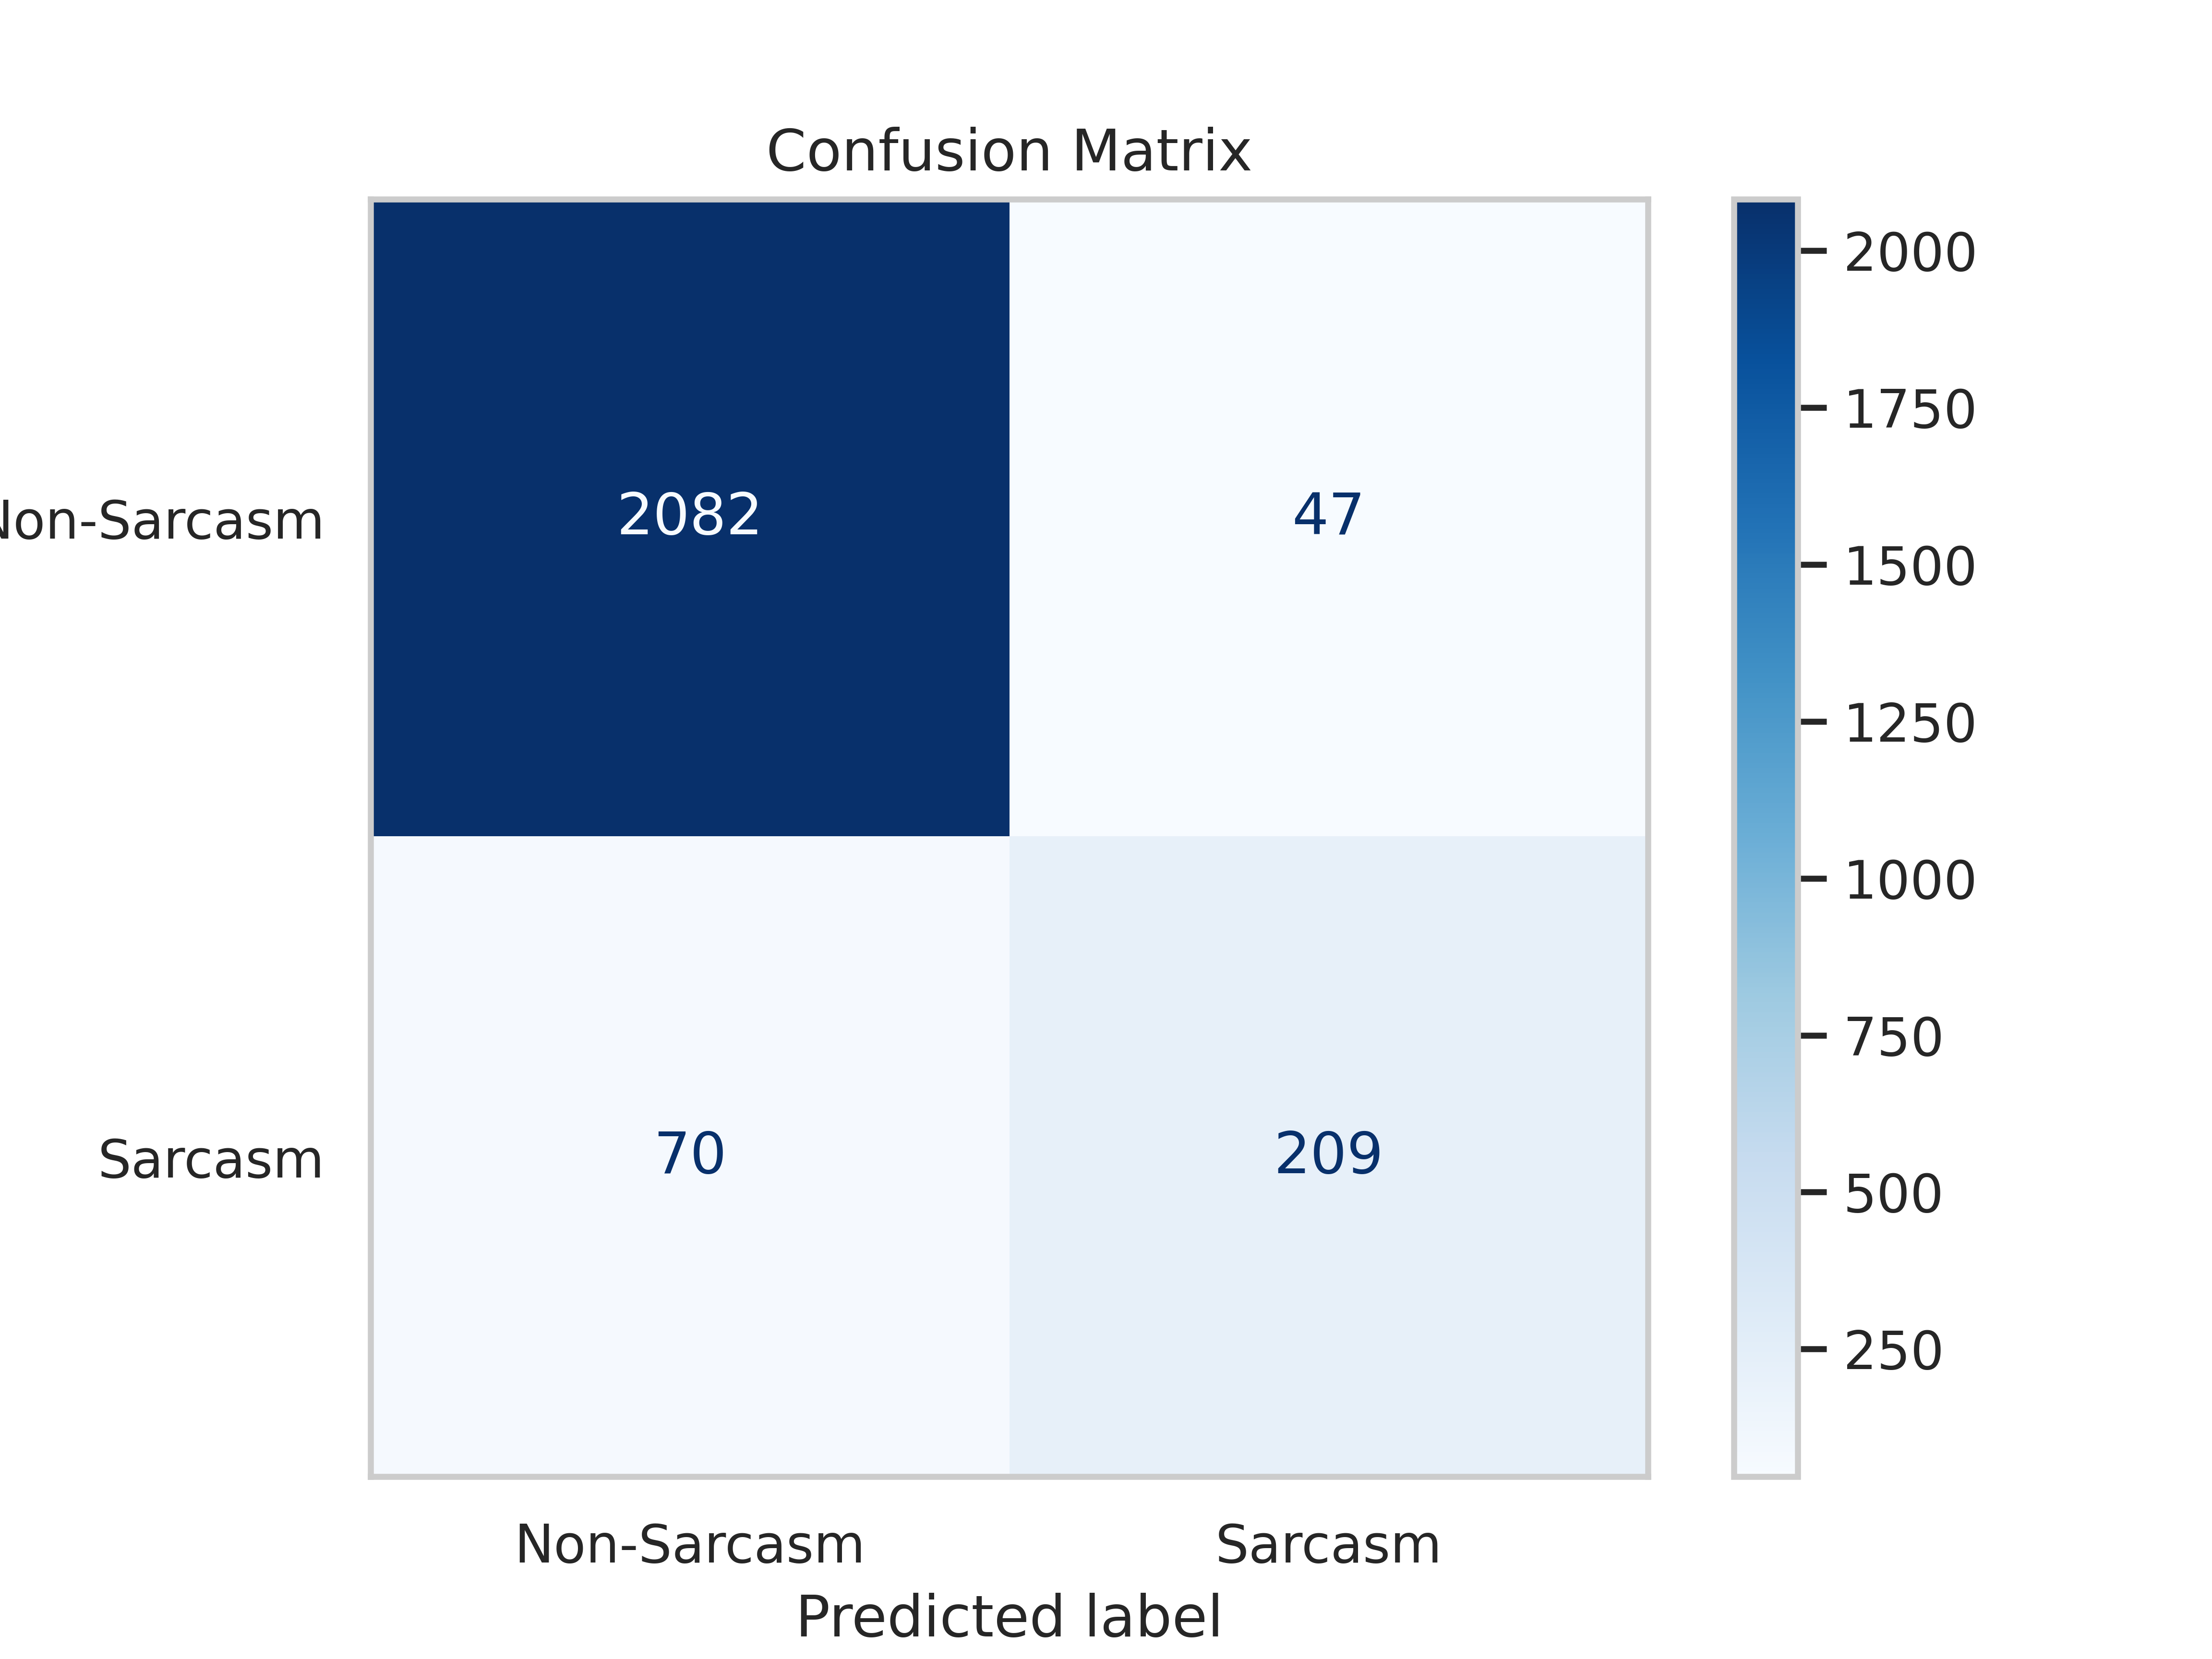 Confusion Matrix
Non-Sarcasm
2082
47
Sarcasm
70
209
Non-Sarcasm
Sarcasm
Predicted label
2000
1750
1500
1250
1000
750
500
250